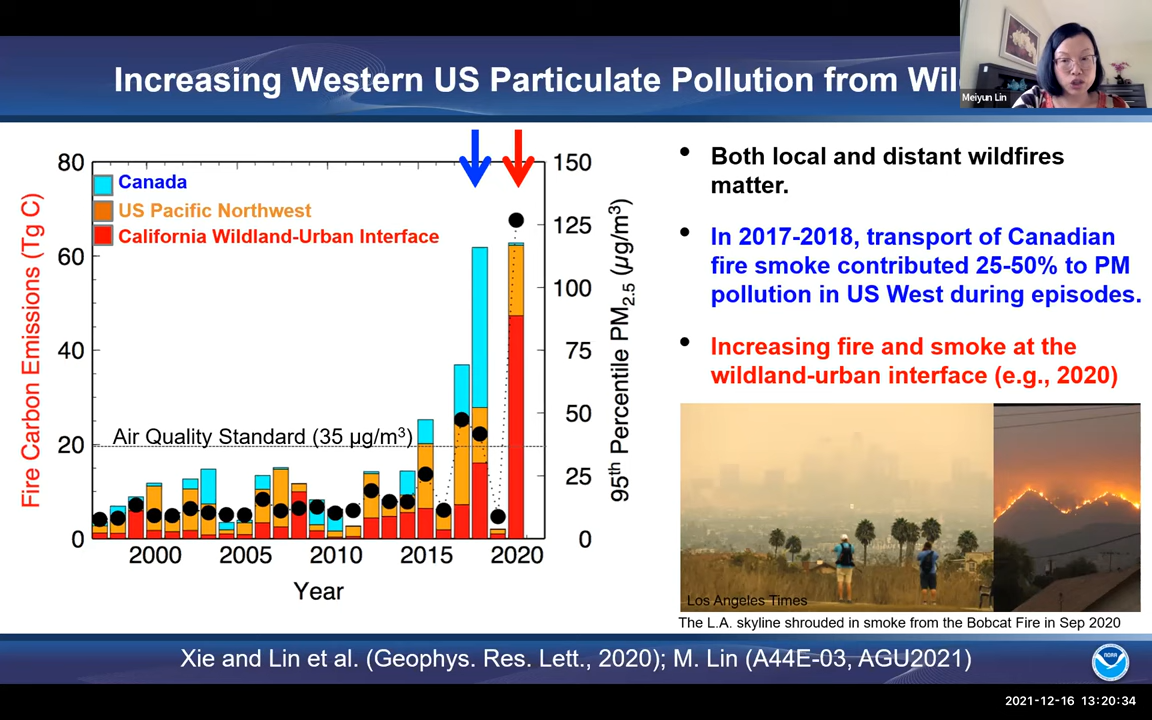 Increasing Western US Particulate Pollution from
Meiyun Lin
80
60
40
20
0
Fire Carbon Emissions (Tg C)
Canada
US Pacific Northwest
California Wildland-Urban Interface
Air Quality Standard (35 µg/m³)
150
125
100
75
50
25
0
95th Percentile PM2.5 (µg/m³)
2000 2005 2010 2015 2020
Year
• Both local and distant wildfires
matter.
• In 2017-2018, transport of Canadian
fire smoke contributed 25-50% to PM
pollution in US West during episodes.
• Increasing fire and smoke at the
wildland-urban interface (e.g., 2020)
Los Angeles Times
The L.A. skyline shrouded in smoke from the Bobcat Fire in Sep 2020
Xie and Lin et al. (Geophys. Res. Lett., 2020); M. Lin (A44E-03, AGU2021)
NOAA
2021-12-16 13:20:34